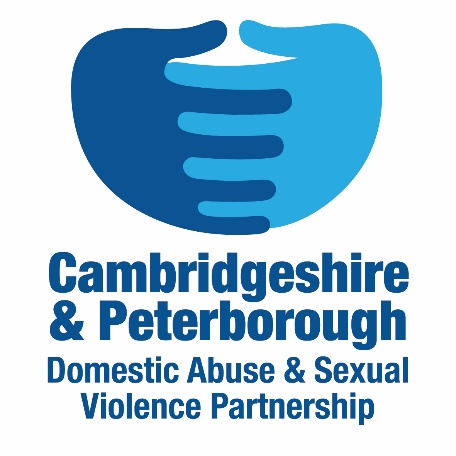 Cambridgeshire
& Peterborough
Domestic Abuse & Sexual
Violence Partnership